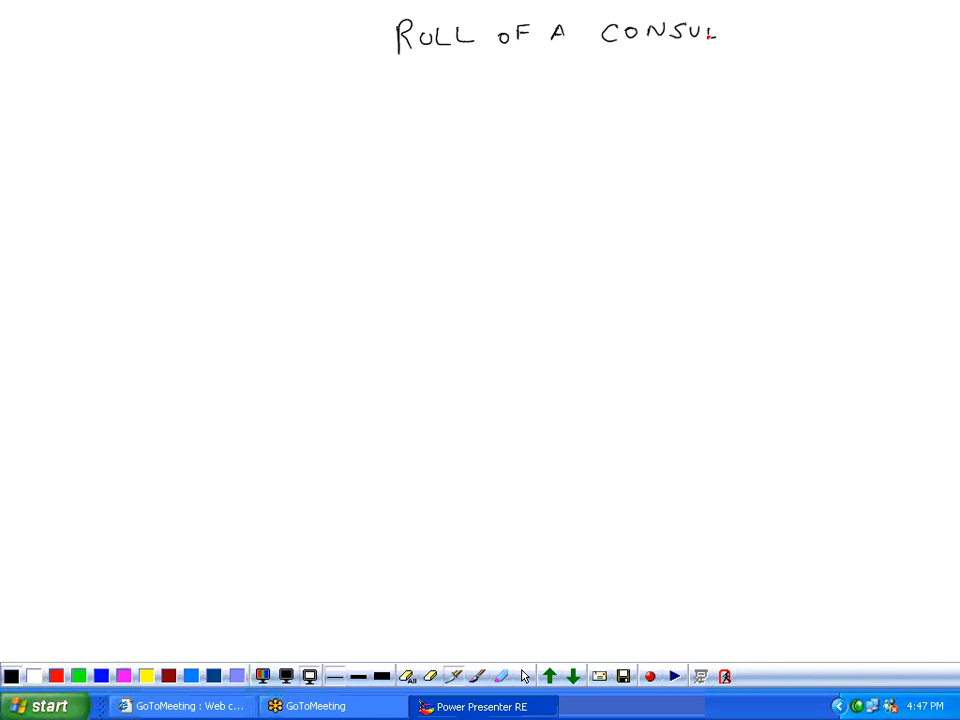 ROLL OF A CONSUL
start
GoToMeeting : Web c...
GoToMeeting
Power Presenter RE
4:47 PM